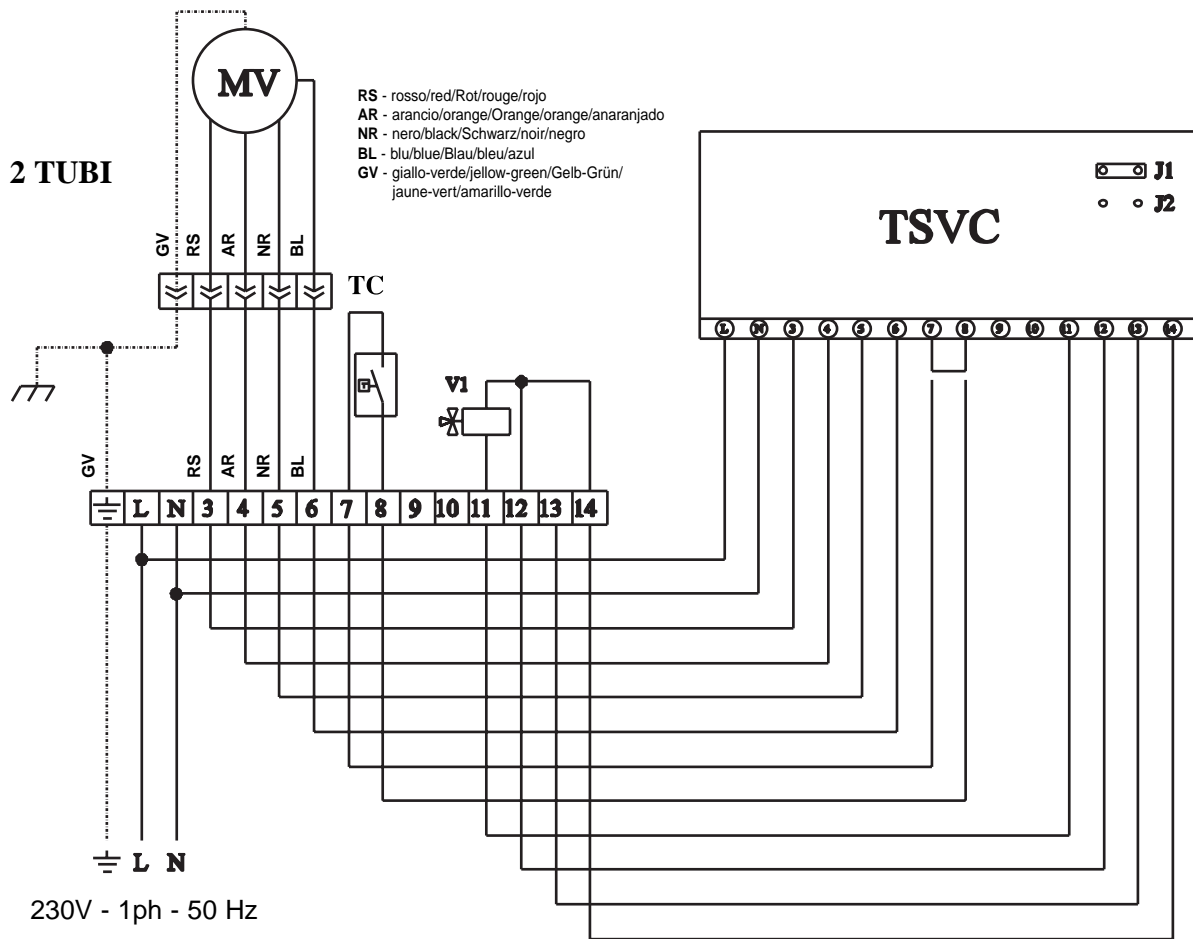 MV
RS - rosso/red/Rot/rouge/rojo
AR - arancio/orange/Orange/orange/anaranjado
NR - nero/black/Schwarz/noir/negro
BL - blu/blue/Blau/bleu/azul
GV - giallo-verde/jellow-green/Gelb-Grün/
jaune-vert/amarillo-verde
2 TUBI
J1
J2
TSVC
GV RS AR NR BL
TC
L N 3 4 5 6 7 8 9 10 11 12 13 14
T
V1
GV RS AR NR BL
L N 3 4 5 6 7 8 9 10 11 12 13 14
L N
230V - 1ph - 50 Hz